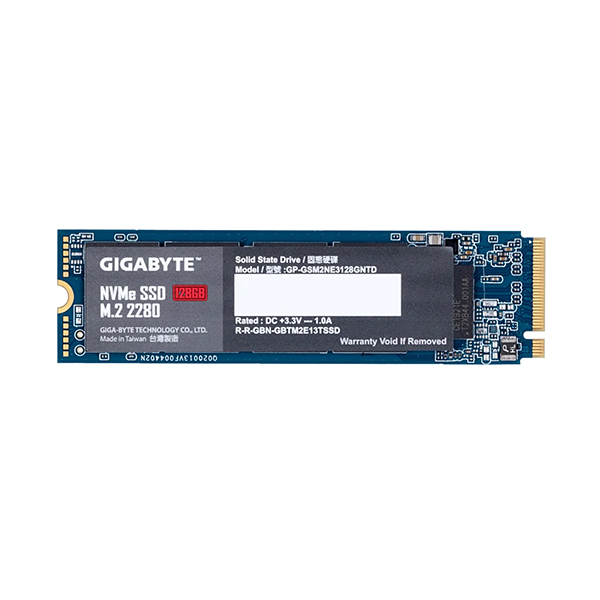 GIGABYTE™
NVMe SSD 128GB
M.2 2280
GIGA-BYTE TECHNOLOGY CO., LTD.
Made in Taiwan 台灣製造
Solid State Drive / 固態硬碟
Model / 型號 :GP-GSM2NE3128GNTD
Rated : DC +3.3V — 1.0A
R-R-GBN-GBTM2E13TSSD
Warranty Void If Removed